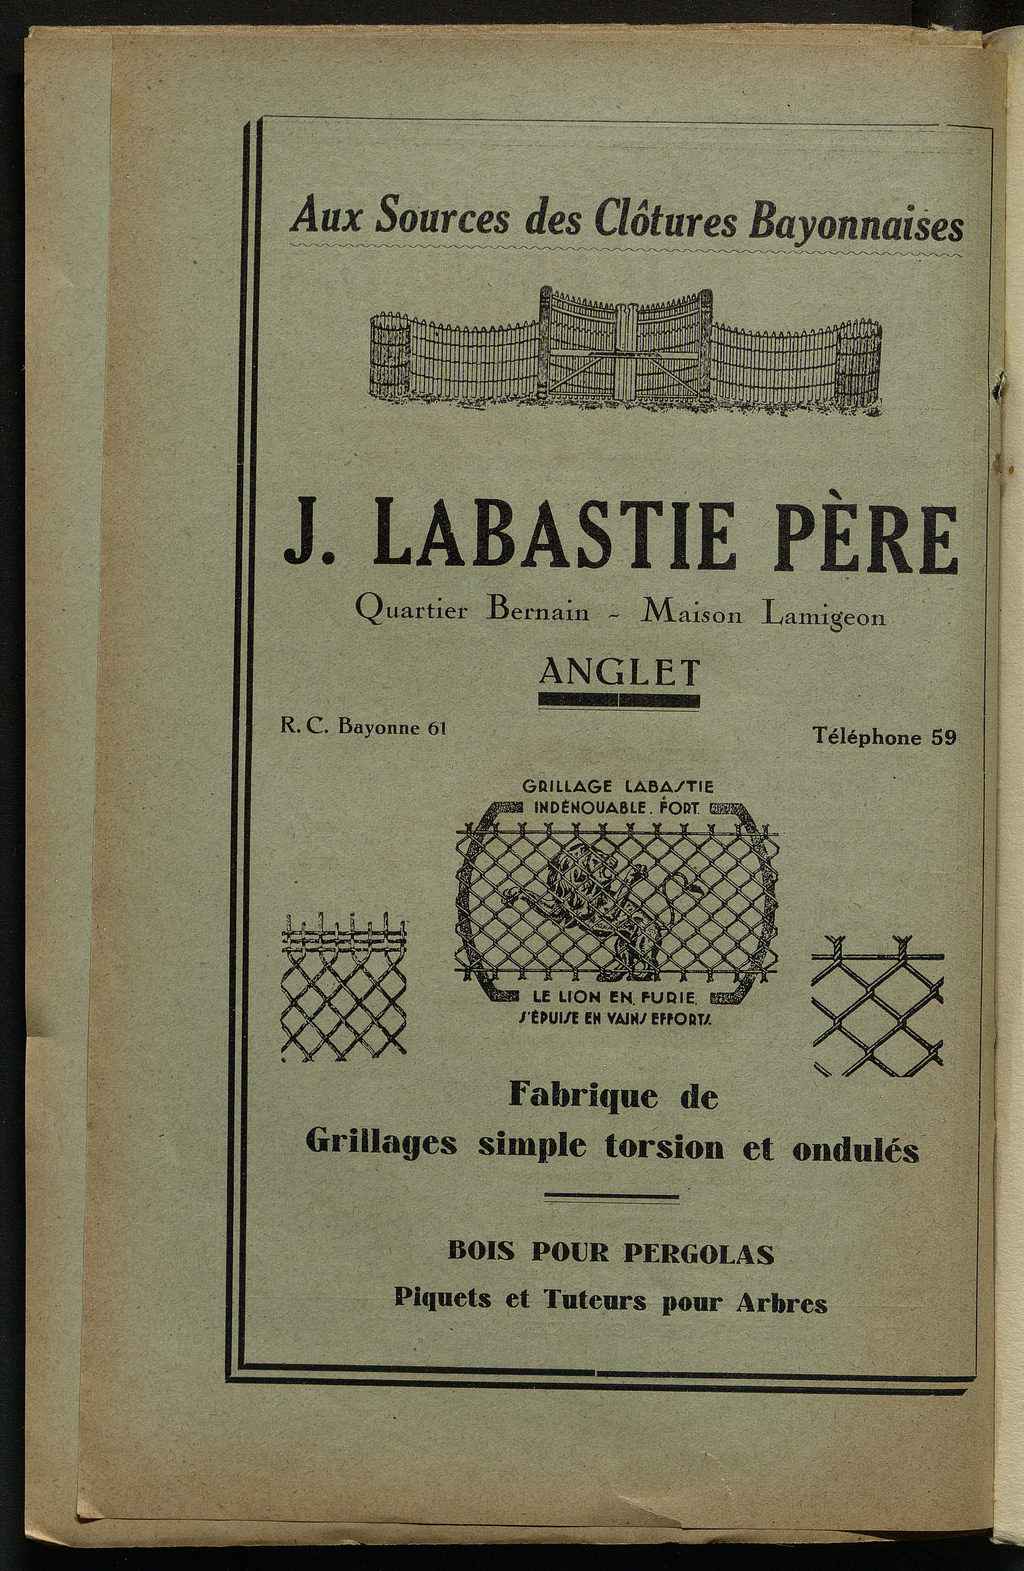 Aux Sources des Clôtures Bayonnaises
J. LABASTIE PÈRE
Quartier Bernain - Maison Lamigeon
ANGLET
R. C. Bayonne 61
Téléphone 59
GRILLAGE LABASTIE
INDÉNOUABLE. FORT.
LE LION EN FURIE,
S'ÉPUISE EN VAINS EFFORTS.
Fabrique de
Grillages simple torsion et ondulés
BOIS POUR PERGOLAS
Piquets et Tuteurs pour Arbres